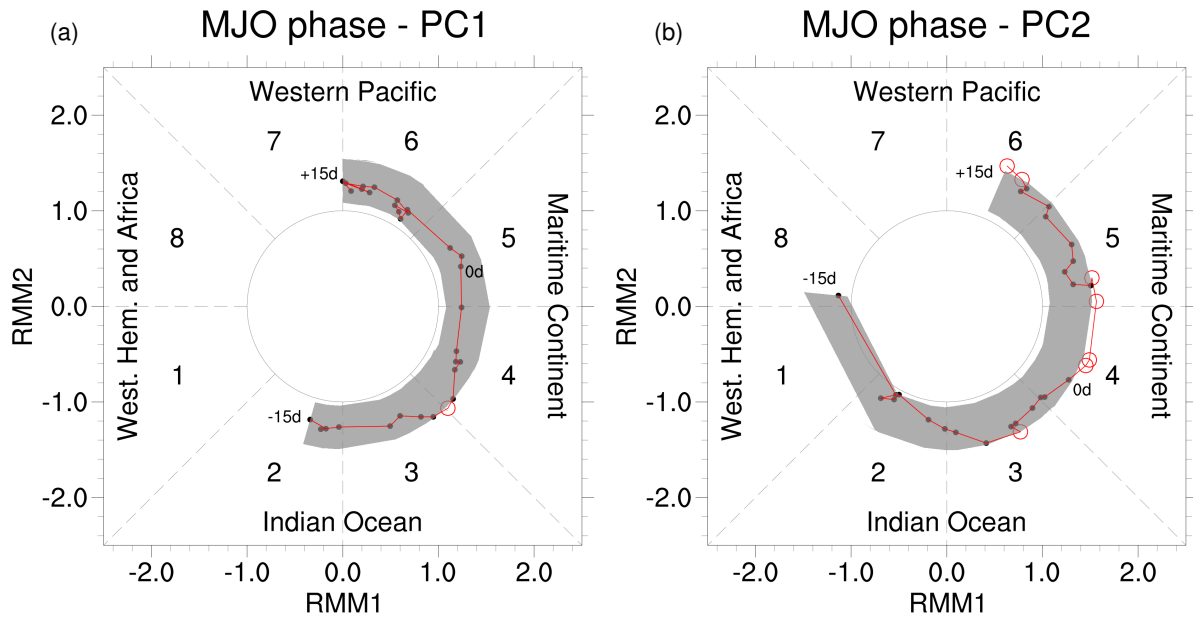 (a)
MJO phase - PC1
Western Pacific
7
6
+15d
8
5
0d
1
4
-15d
2
3
Indian Ocean
West. Hem. and Africa
Maritime Continent
RMM2
2.0
1.0
0.0
-1.0
-2.0
-2.0
-1.0
0.0
1.0
2.0
RMM1
(b)
MJO phase - PC2
Western Pacific
7
6
+15d
8
5
-15d
1
4
0d
2
3
Indian Ocean
West. Hem. and Africa
Maritime Continent
RMM2
2.0
1.0
0.0
-1.0
-2.0
-2.0
-1.0
0.0
1.0
2.0
RMM1